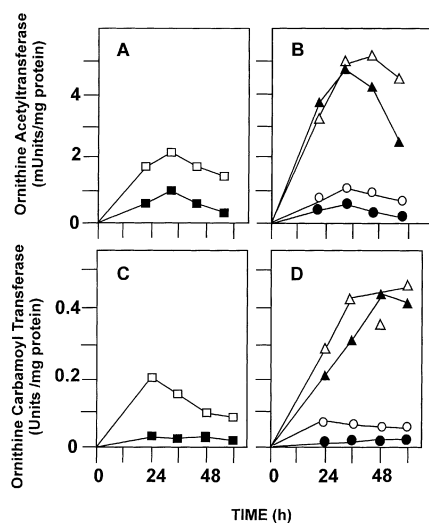 A
B
Ornithine Acetyltransferase
(mUnits/mg protein)
4
2
0
C
D
Ornithine Carbamoyl Transferase
(Units /mg protein)
0.4
0.2
0
0 24 48 0 24 48
TIME (h)